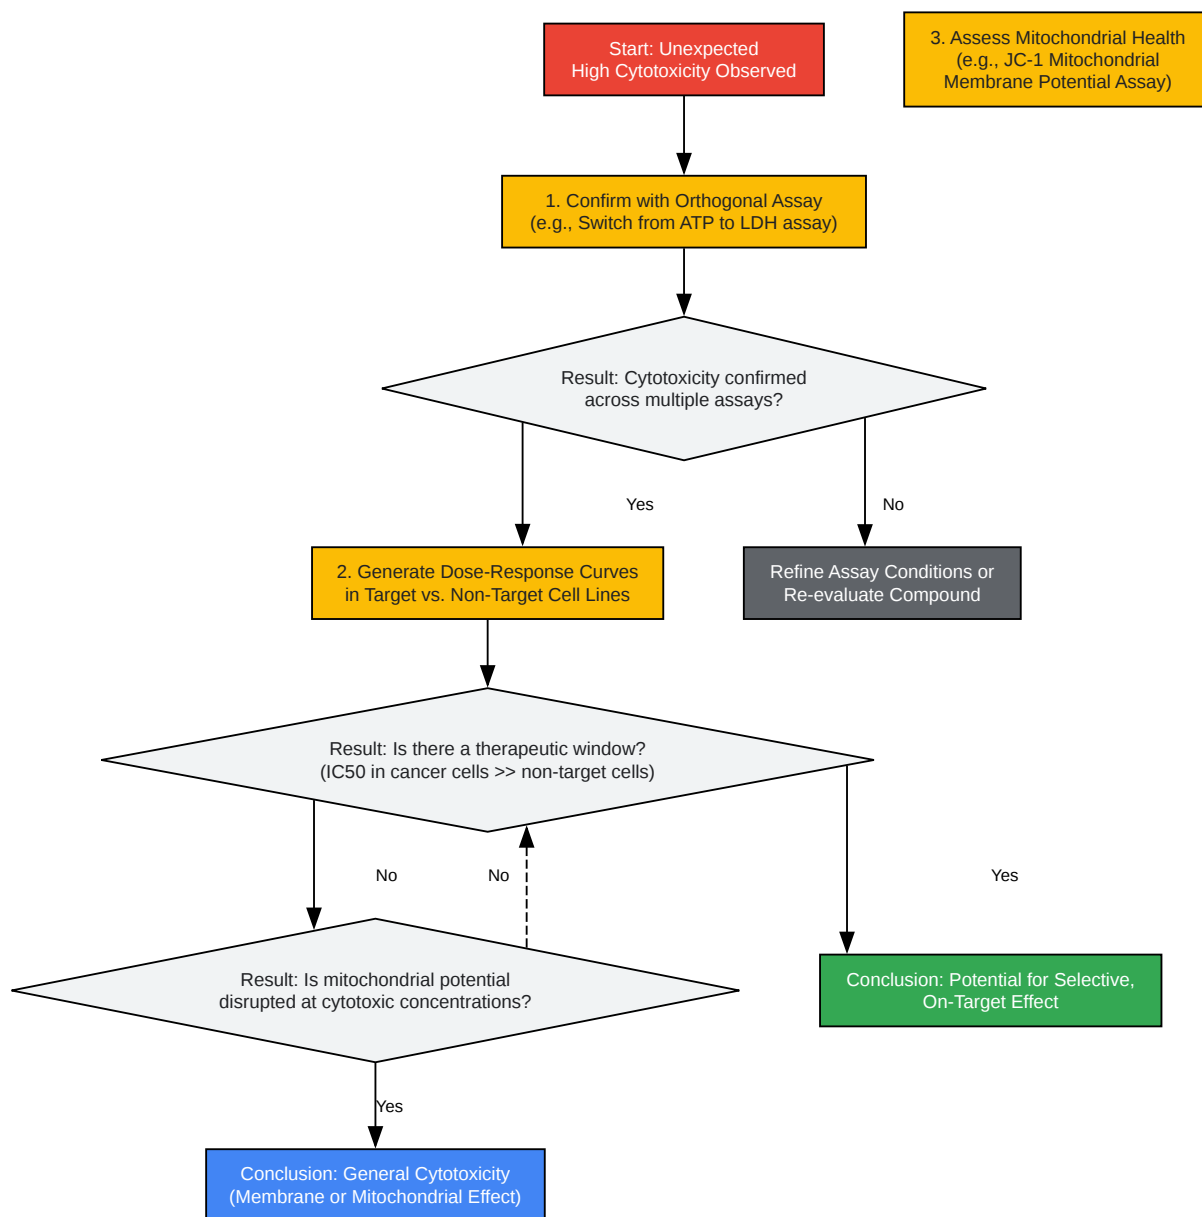 Start: Unexpected
High Cytotoxicity Observed
3. Assess Mitochondrial Health
(e.g., JC-1 Mitochondrial
Membrane Potential Assay)
1. Confirm with Orthogonal Assay
(e.g., Switch from ATP to LDH assay)
Result: Cytotoxicity confirmed
across multiple assays?
Yes
No
2. Generate Dose-Response Curves
in Target vs. Non-Target Cell Lines
Refine Assay Conditions or
Re-evaluate Compound
Result: Is there a therapeutic window?
(IC50 in cancer cells >> non-target cells)
No
No
Yes
Result: Is mitochondrial potential
disrupted at cytotoxic concentrations?
Conclusion: Potential for Selective,
On-Target Effect
Yes
Conclusion: General Cytotoxicity
(Membrane or Mitochondrial Effect)